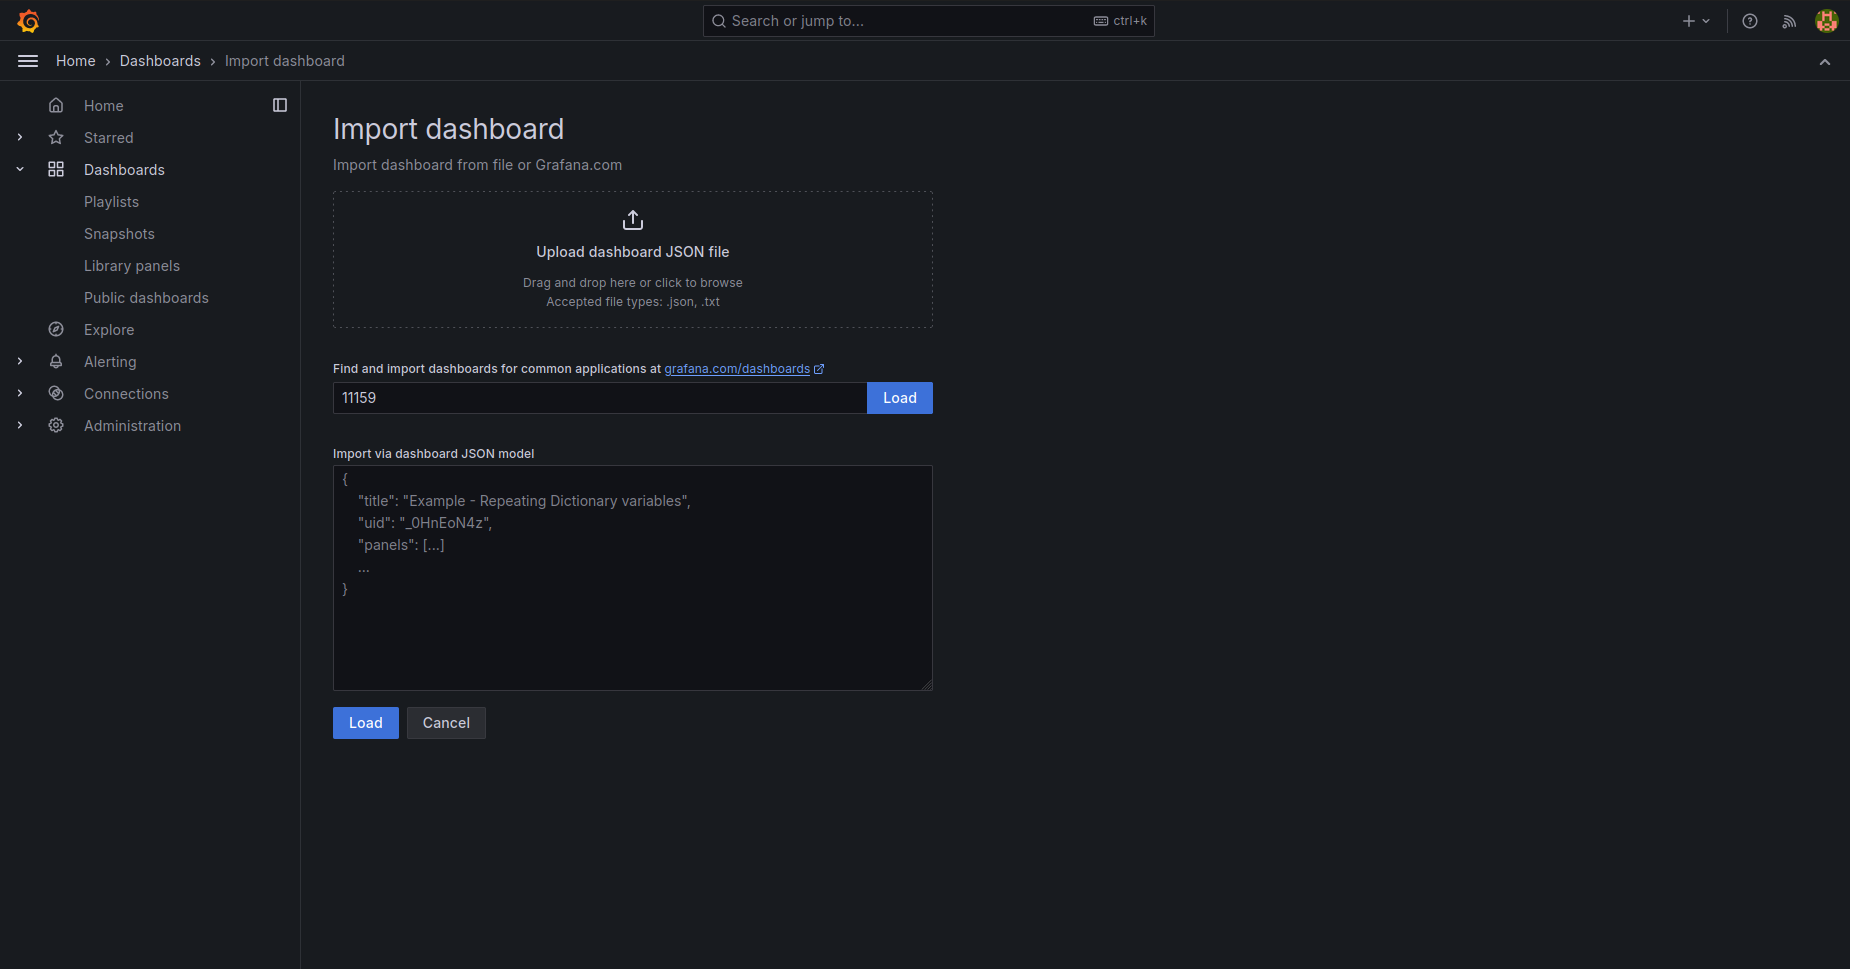 Search or jump to...
ctrl+k
Home › Dashboards › Import dashboard
Home
Starred
Dashboards
Playlists
Snapshots
Library panels
Public dashboards
Explore
Alerting
Connections
Administration
Import dashboard
Import dashboard from file or Grafana.com
Upload dashboard JSON file
Drag and drop here or click to browse
Accepted file types: .json, .txt
Find and import dashboards for common applications at grafana.com/dashboards
11159
Load
Import via dashboard JSON model
{
"title": "Example - Repeating Dictionary variables",
"uid": "_0HnEoN4z",
"panels": [...]
...
}
Load
Cancel